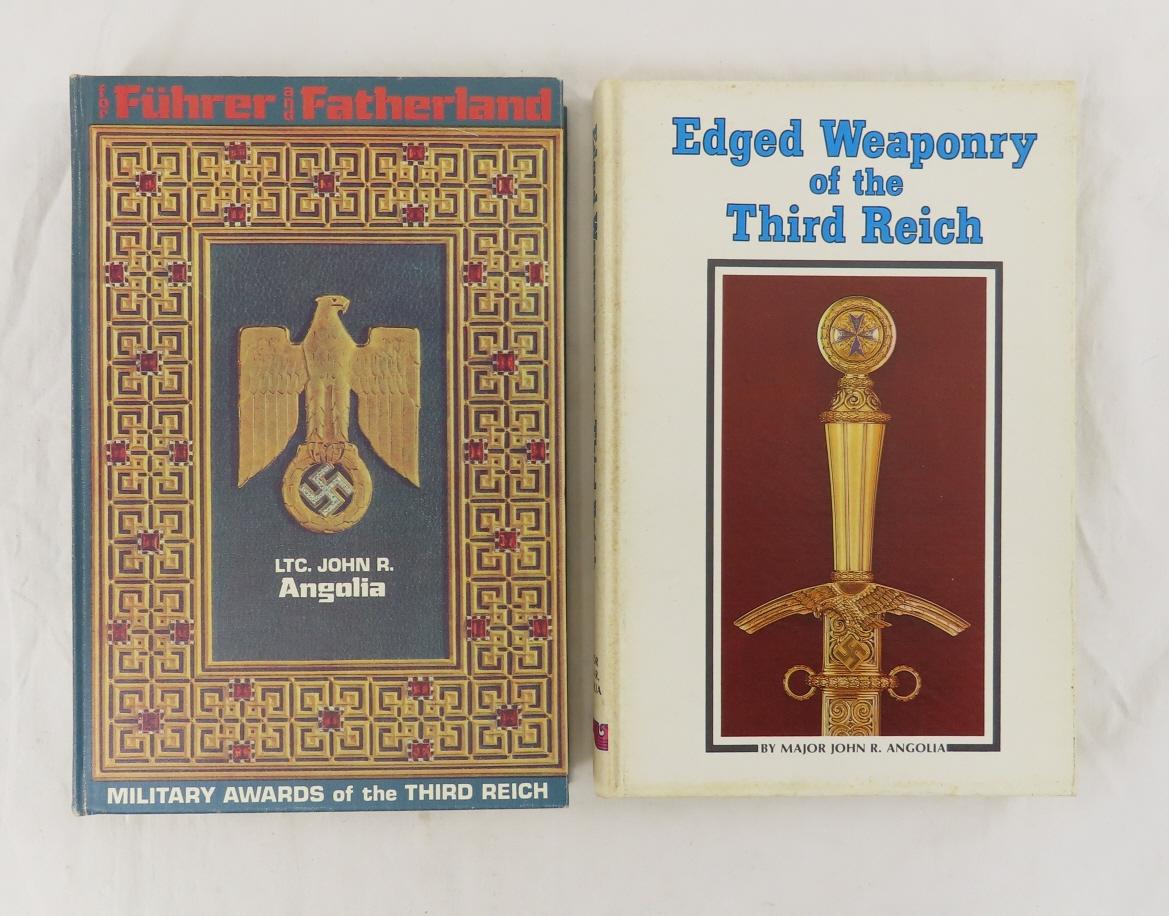 for Führer and Fatherland
LTC. JOHN R.
Angolia
MILITARY AWARDS of the THIRD REICH
Edged Weaponry
of the
Third Reich
BY MAJOR JOHN R. ANGOLIA